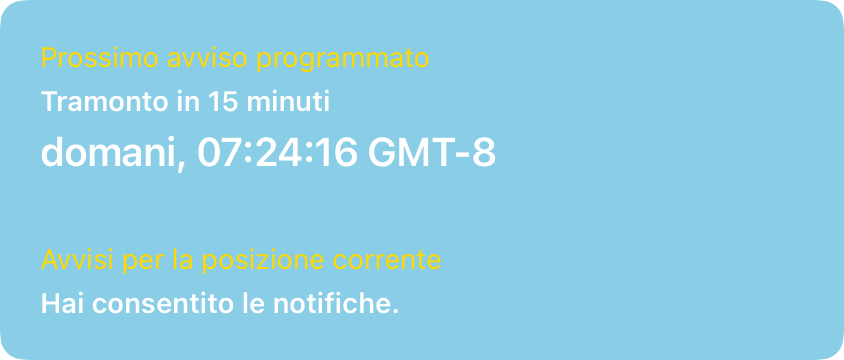 Prossimo avviso programmato
Tramonto in 15 minuti
domani, 07:24:16 GMT-8
Avvisi per la posizione corrente
Hai consentito le notifiche.